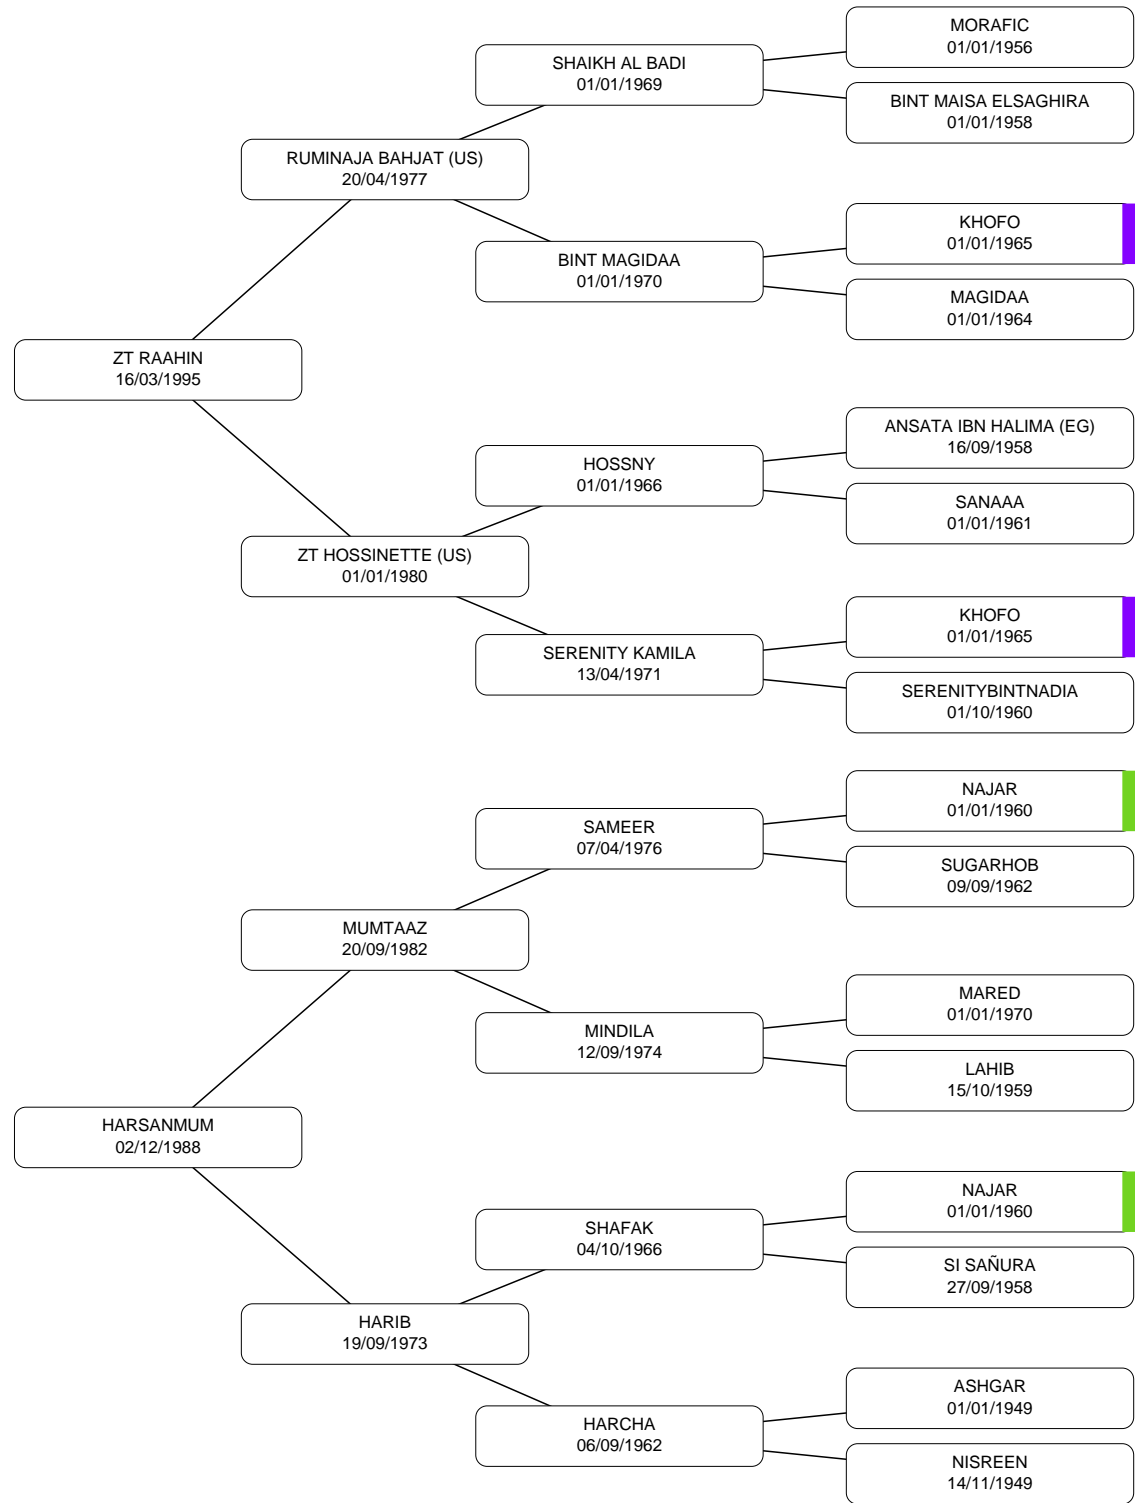 MORAFIC
01/01/1956
SHAIKH AL BADI
01/01/1969
BINT MAISA ELSAGHIRA
01/01/1958
RUMINAJA BAHJAT (US)
20/04/1977
KHOFO
01/01/1965
BINT MAGIDAA
01/01/1970
MAGIDAA
01/01/1964
ZT RAAHIN
16/03/1995
ANSATA IBN HALIMA (EG)
16/09/1958
HOSSNY
01/01/1966
SANAAA
01/01/1961
ZT HOSSINETTE (US)
01/01/1980
KHOFO
01/01/1965
SERENITY KAMILA
13/04/1971
SERENITYBINTNADIA
01/10/1960
NAJAR
01/01/1960
SAMEER
07/04/1976
SUGARHOB
09/09/1962
MUMTAAZ
20/09/1982
MARED
01/01/1970
MINDILA
12/09/1974
LAHIB
15/10/1959
HARSANMUM
02/12/1988
NAJAR
01/01/1960
SHAFAK
04/10/1966
SI SAÑURA
27/09/1958
HARIB
19/09/1973
ASHGAR
01/01/1949
HARCHA
06/09/1962
NISREEN
14/11/1949